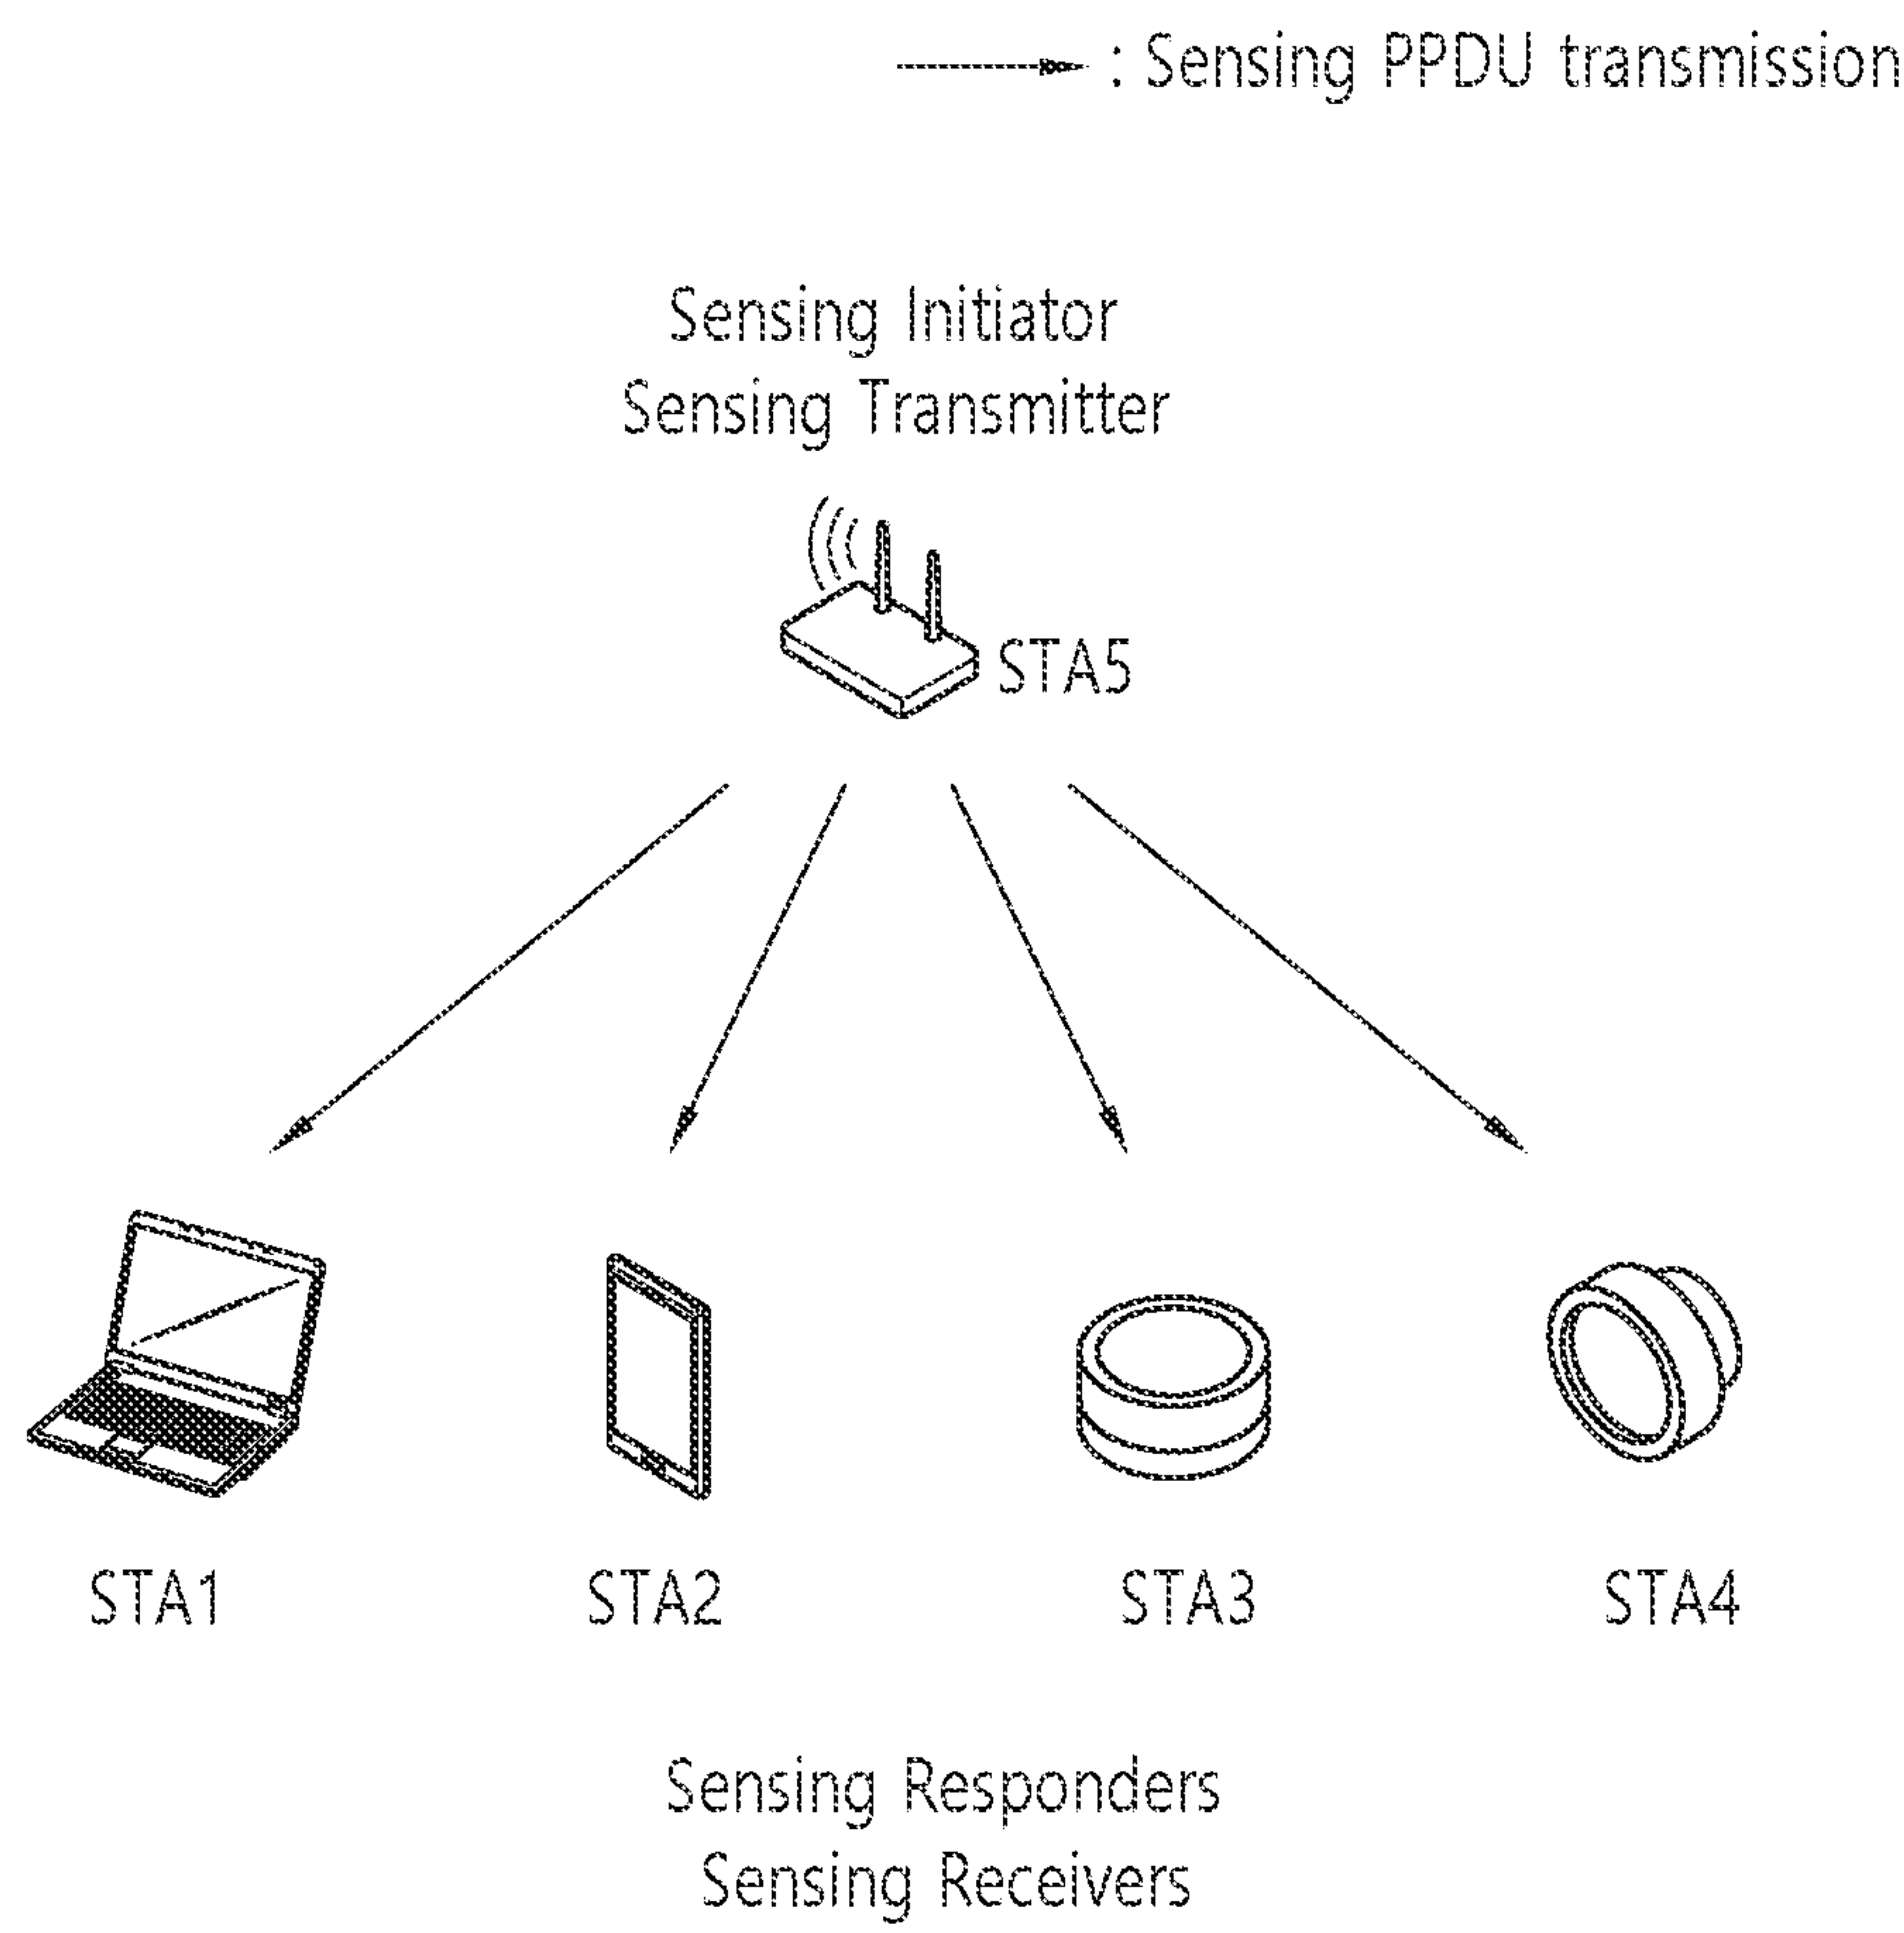 : Sensing PPDU transmission
Sensing Initiator
Sensing Transmitter
STA5
STA1 STA2 STA3 STA4
Sensing Responders
Sensing Receivers